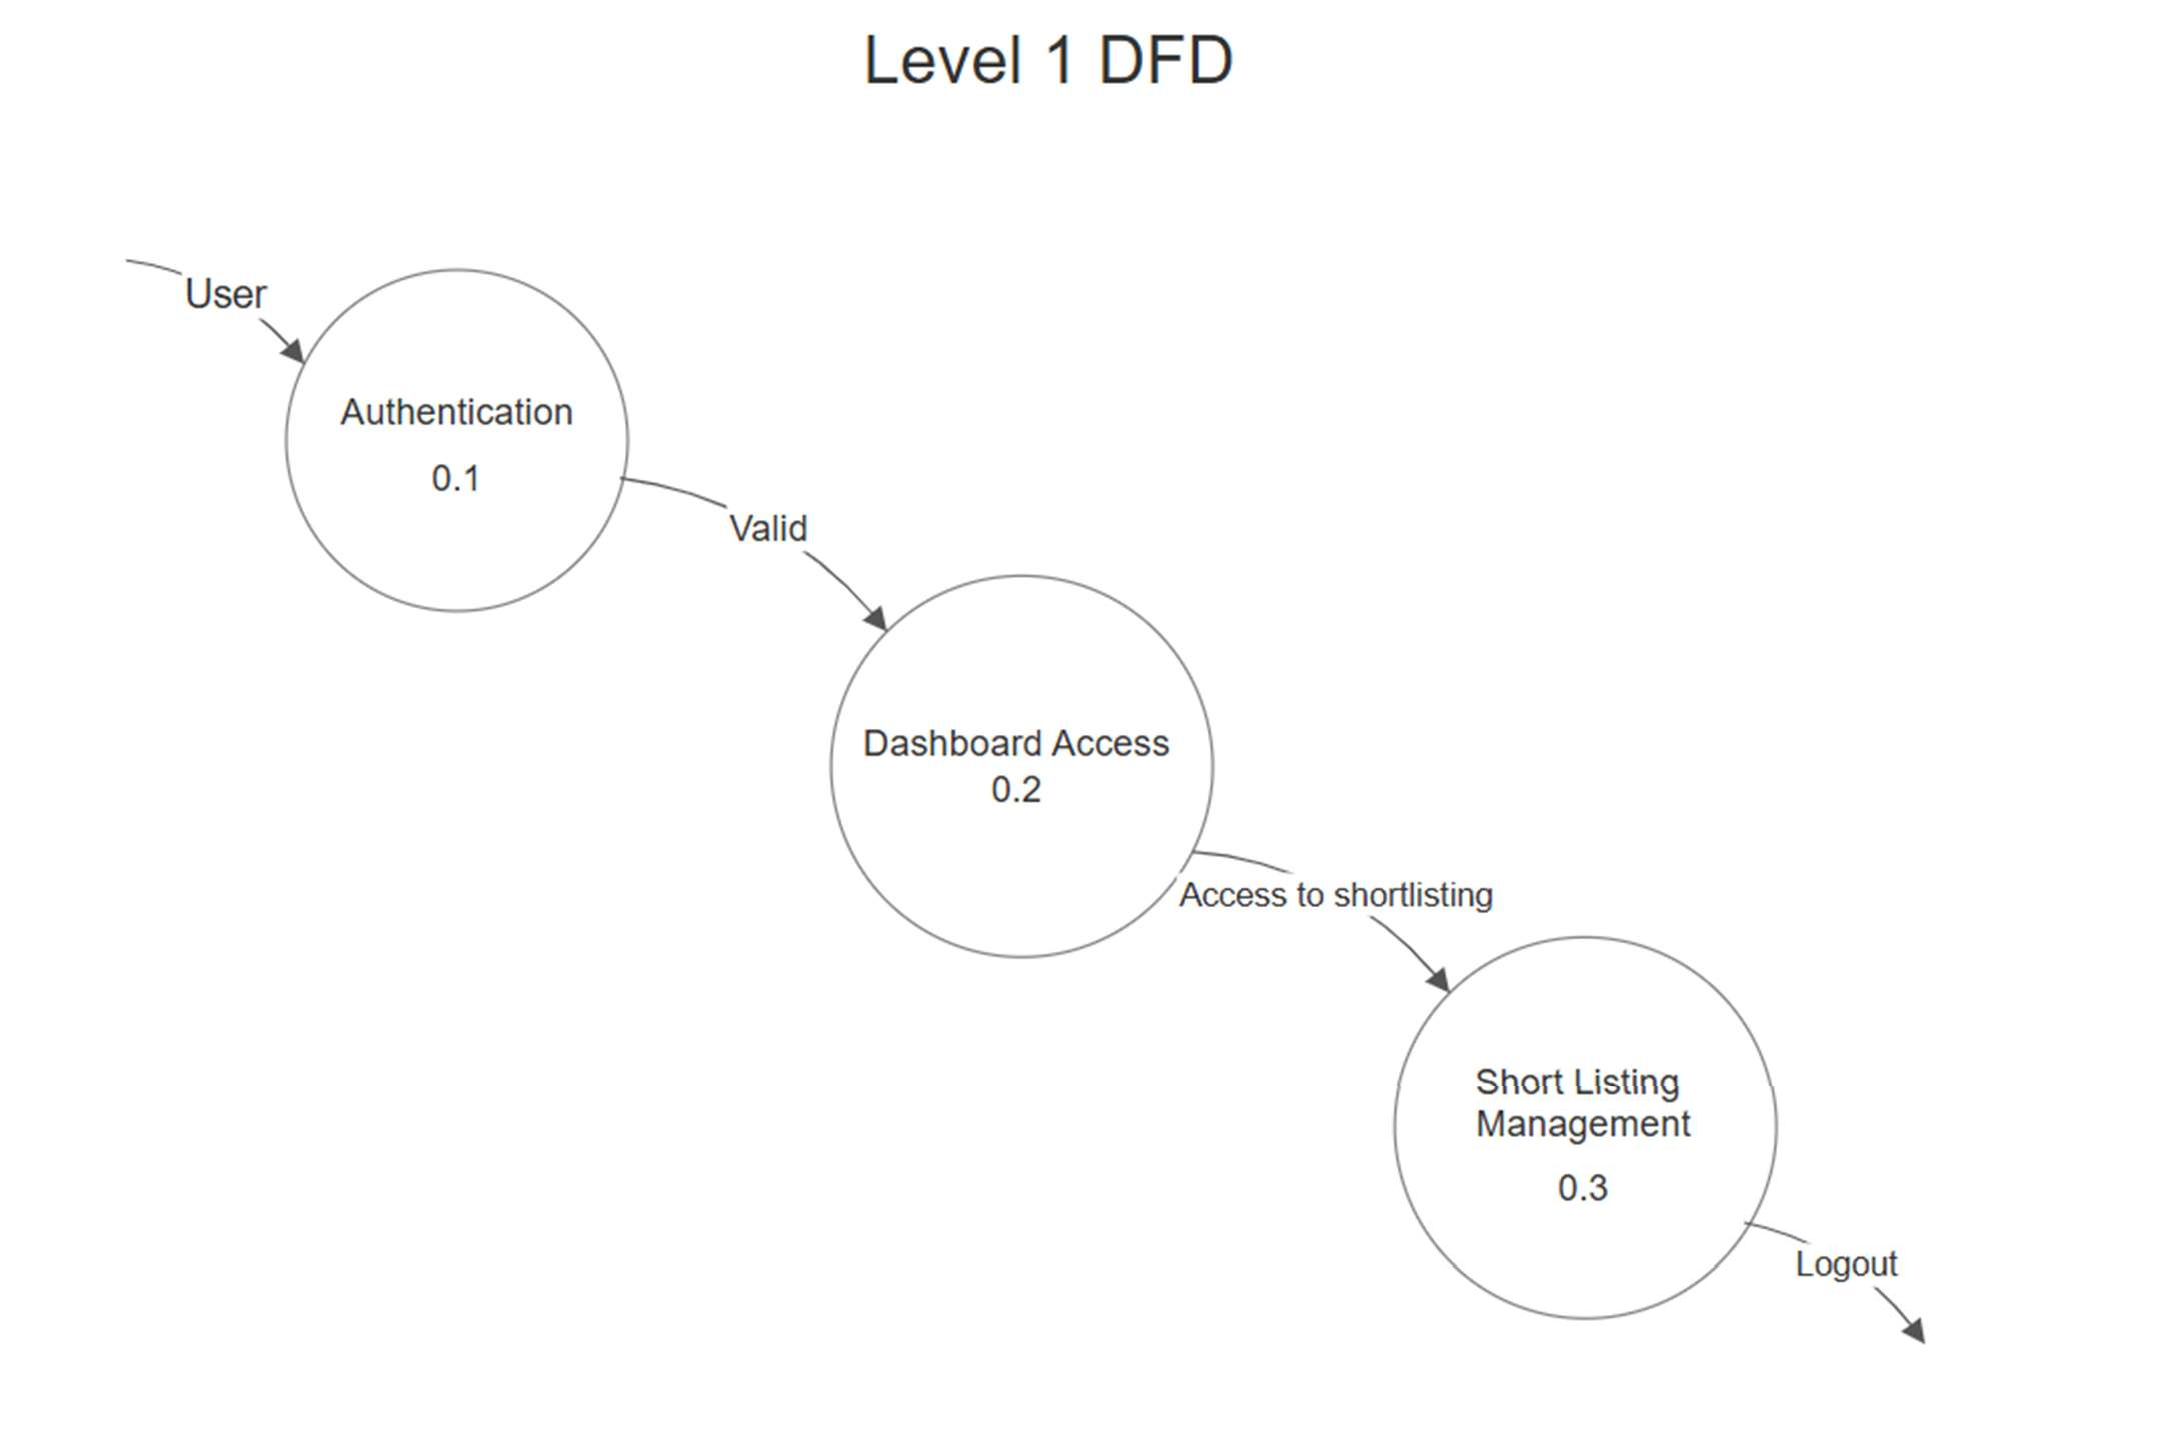 Level 1 DFD
User
Authentication
0.1
Valid
Dashboard Access
0.2
Access to shortlisting
Short Listing
Management
0.3
Logout